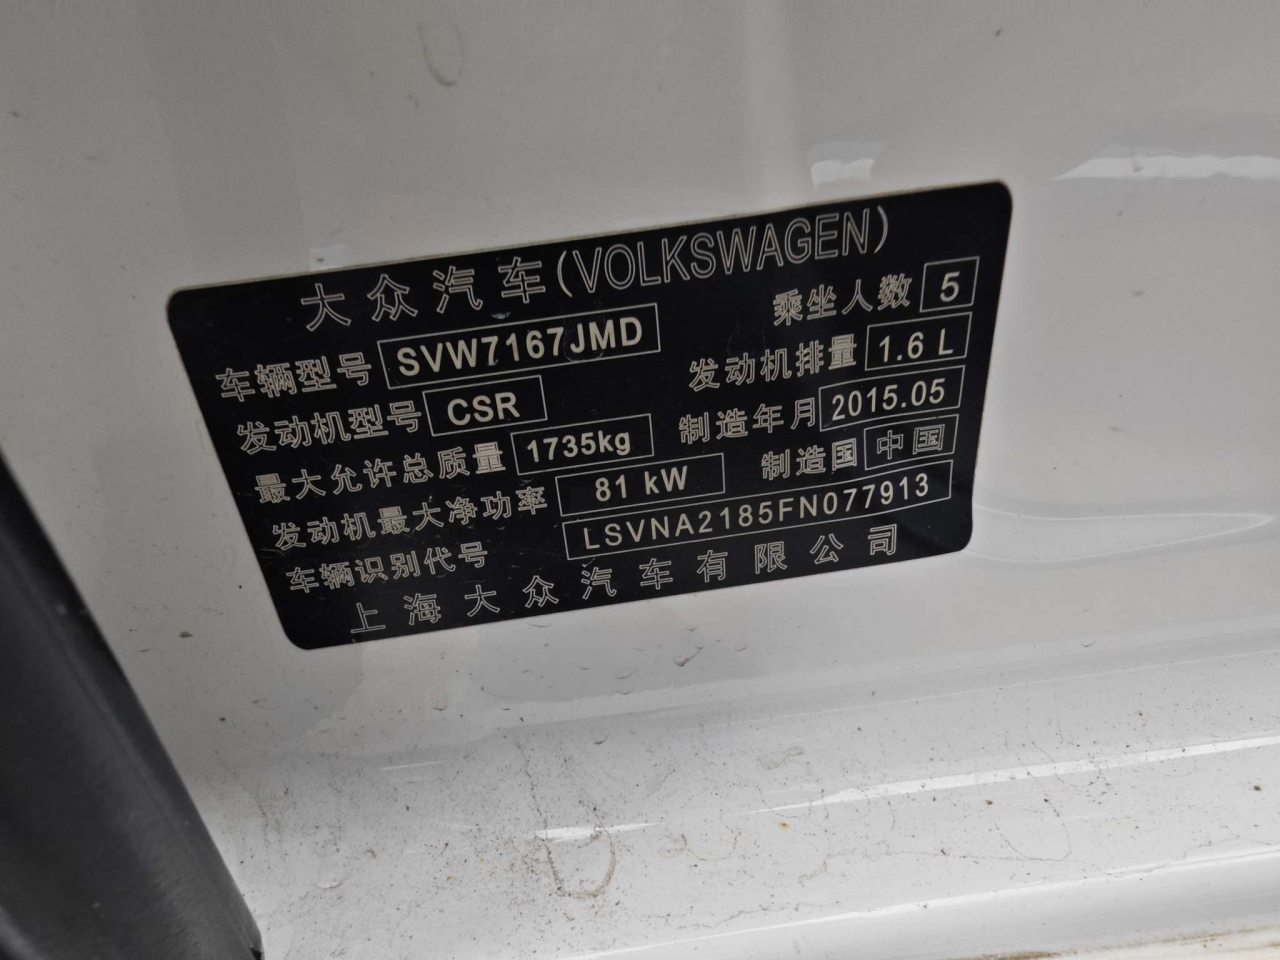 大众汽车(VOLKSWAGEN)
车辆型号 SVW7167JMD 乘坐人数 5
发动机型号 CSR 发动机排量 1.6 L
最大允许总质量 1735kg 制造年月 2015.05
发动机最大净功率 81 kW 制造国 中国
车辆识别代号 LSVNA2185FN077913
上海大众汽车有限公司